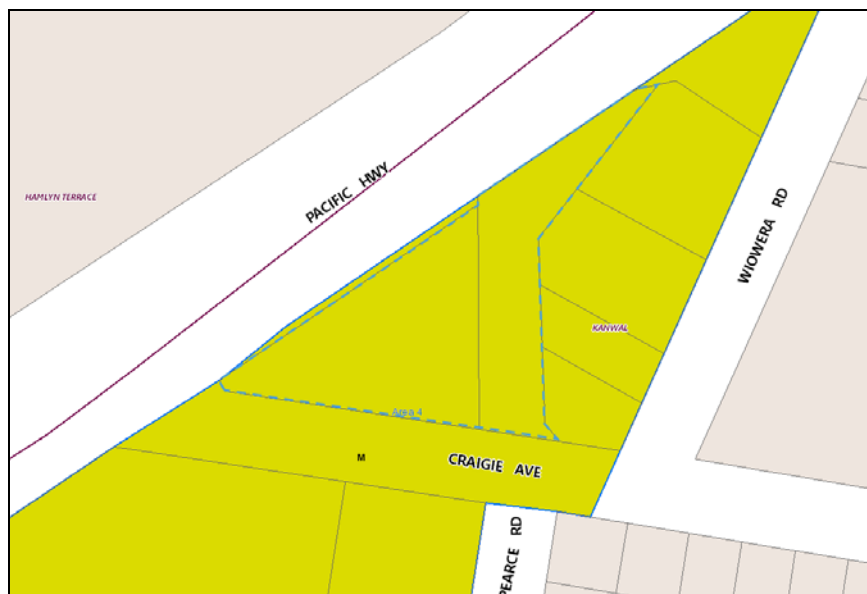 PACIFIC HWY
HAMLYN TERRACE
WIOWERA RD
KANWAL
Area 4
M
CRAIGIE AVE
PEARCE RD